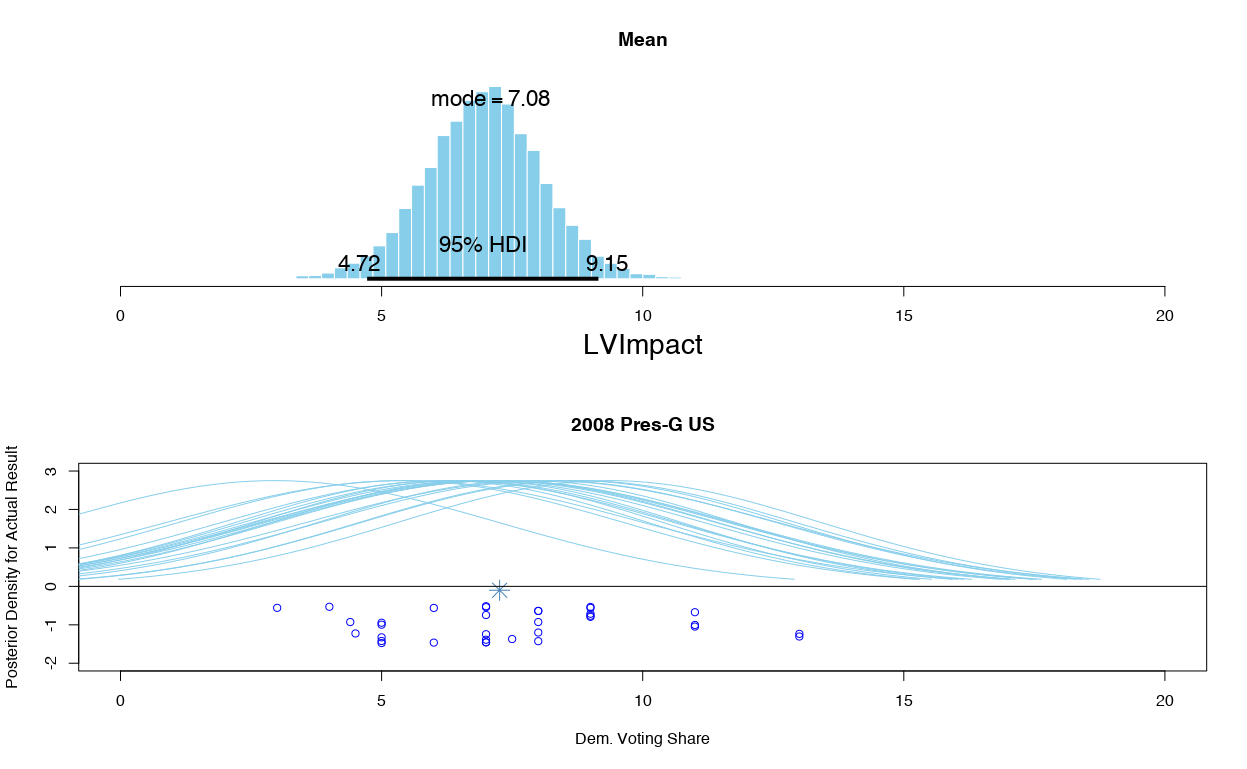 Mean
mode = 7.08
95% HDI
4.72 9.15
0 5 10 15 20
LVImpact
2008 Pres-G US
Posterior Density for Actual Result
3
2
1
0
-1
-2
0 5 10 15 20
Dem. Voting Share